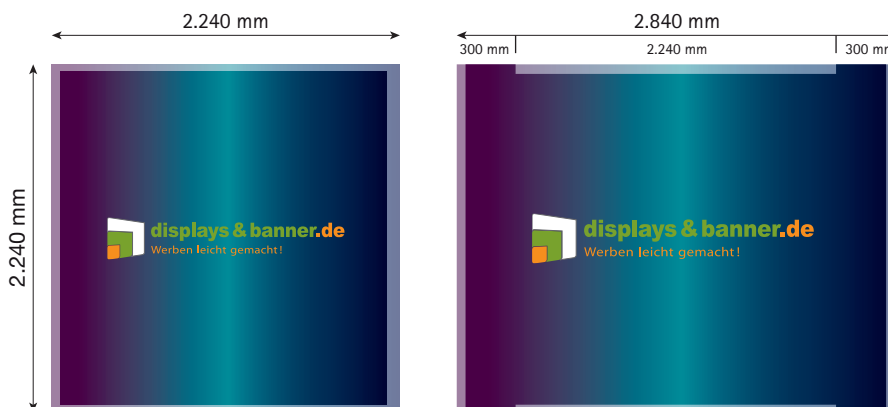 2.240 mm
2.840 mm
300 mm
2.240 mm
300 mm
2.240 mm
displays & banner.de
Werben leicht gemacht!
displays & banner.de
Werben leicht gemacht!